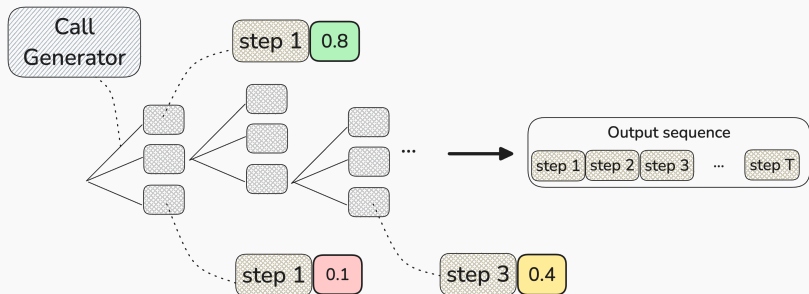 Call
Generator
step 1 0.8
...
Output sequence
step 1 step 2 step 3 ... step T
step 1 0.1
step 3 0.4